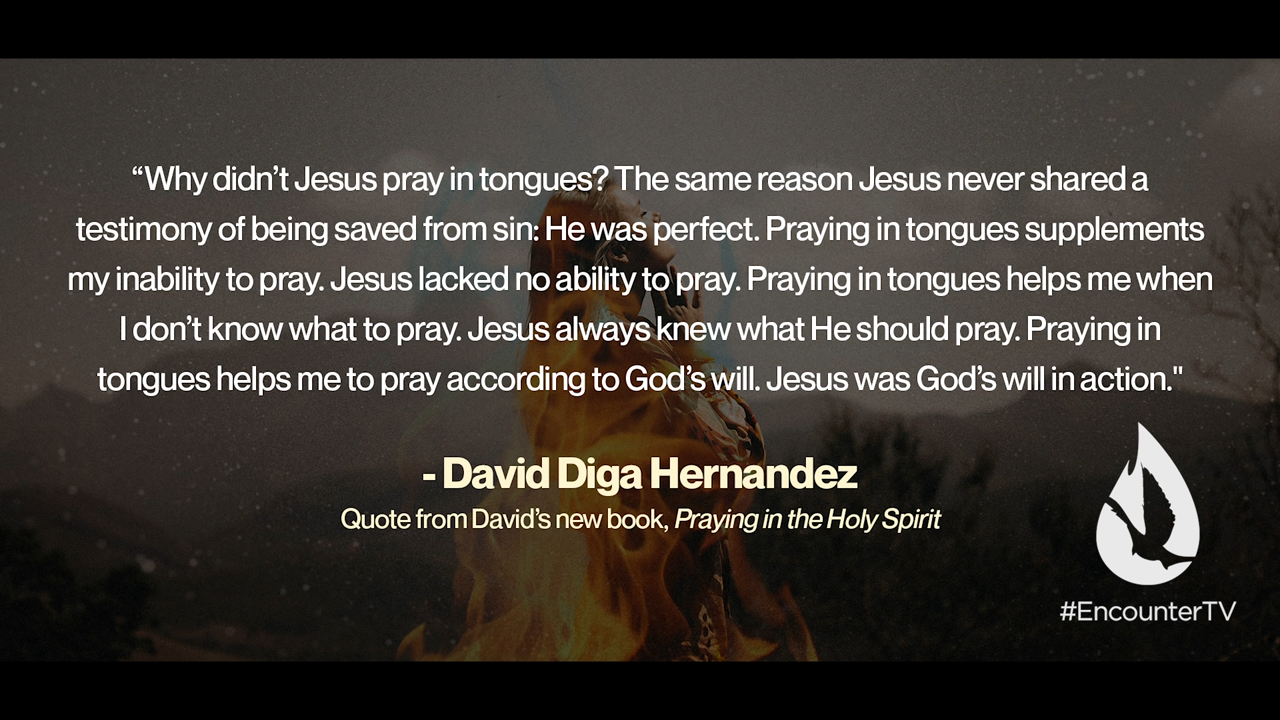 “Why didn’t Jesus pray in tongues? The same reason Jesus never shared a
testimony of being saved from sin: He was perfect. Praying in tongues supplements
my inability to pray. Jesus lacked no ability to pray. Praying in tongues helps me when
I don’t know what to pray. Jesus always knew what He should pray. Praying in
tongues helps me to pray according to God’s will. Jesus was God’s will in action."
- David Diga Hernandez
Quote from David’s new book, Praying in the Holy Spirit
#EncounterTV